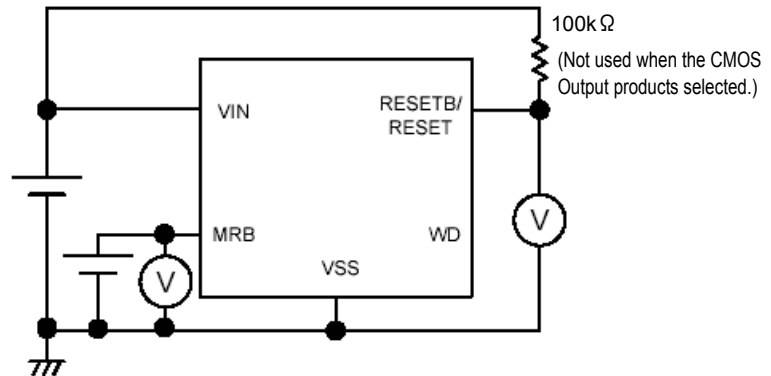 100kΩ
(Not used when the CMOS
Output products selected.)
VIN
RESETB/
RESET
MRB
WD
V
V
VSS